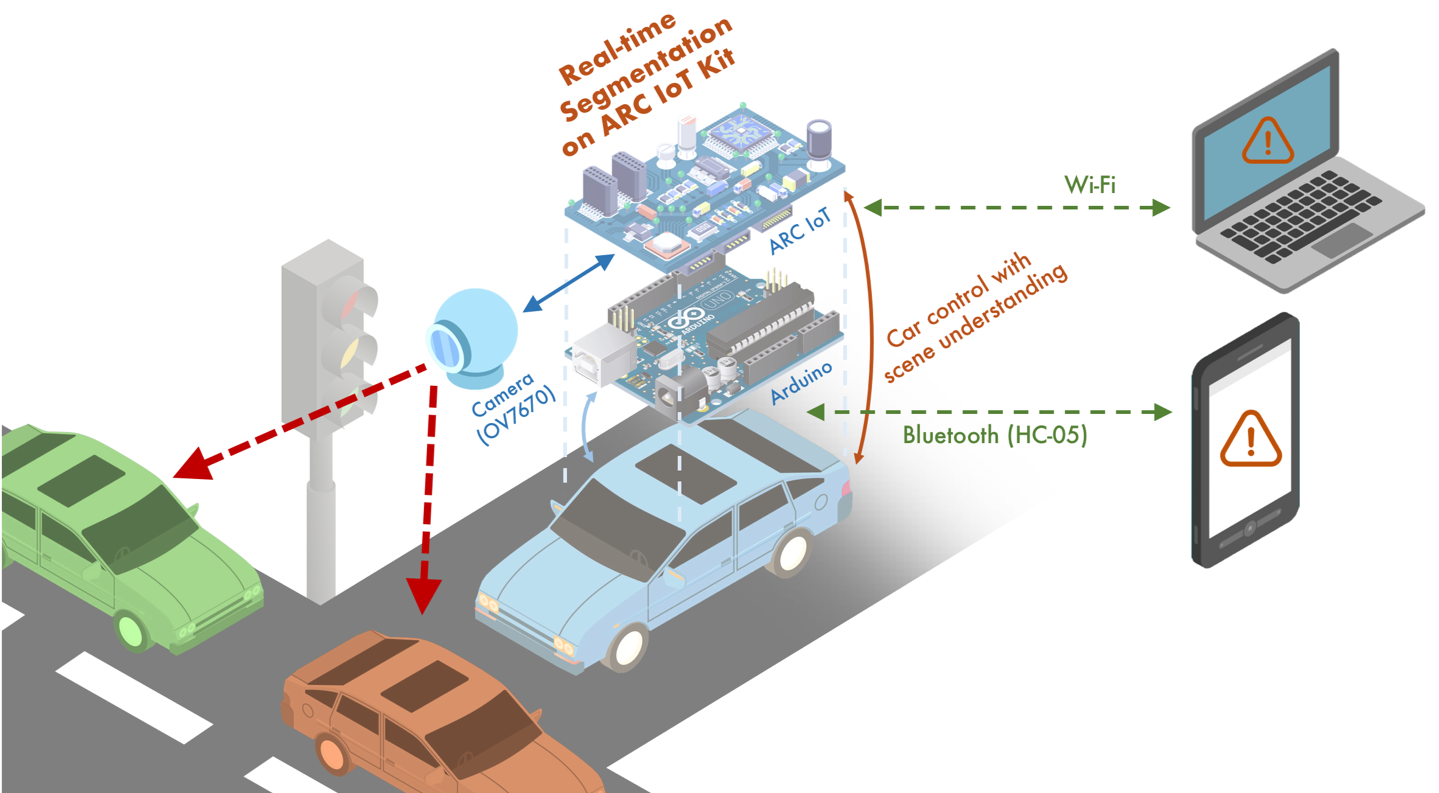 Real-time
Segmentation
on ARC IoT Kit
Wi-Fi
ARC IoT
ARDUINO
UNO
Car control with
scene understanding
Camera
(OV7670)
Arduino
Bluetooth (HC-05)